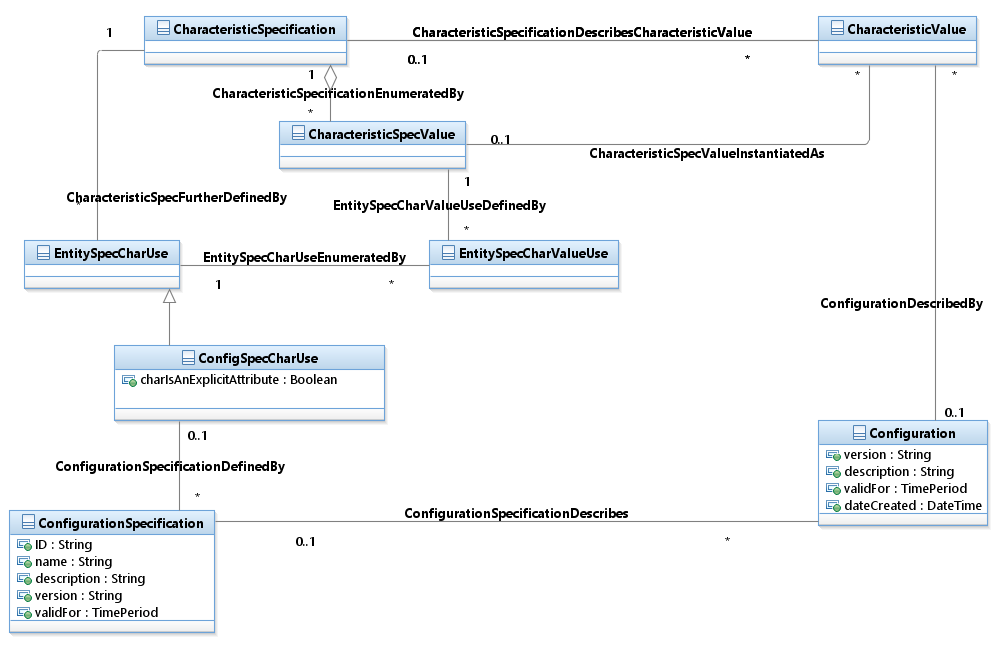 1
CharacteristicSpecification
CharacteristicSpecificationDescribesCharacteristicValue
CharacteristicValue
0..1
*
1
*
*
CharacteristicSpecificationEnumeratedBy
*
CharacteristicSpecValue
0..1
CharacteristicSpecValueInstantiatedAs
1
CharacteristicSpecFurtherDefinedBy
*
EntitySpecCharValueUseDefinedBy
*
EntitySpecCharUse
EntitySpecCharUseEnumeratedBy
EntitySpecCharValueUse
1
*
ConfigurationDescribedBy
ConfigSpecCharUse
charIsAnExplicitAttribute : Boolean
0..1
0..1
Configuration
version : String
description : String
validFor : TimePeriod
dateCreated : DateTime
ConfigurationSpecificationDefinedBy
*
ConfigurationSpecificationDescribes
0..1
*
ConfigurationSpecification
ID : String
name : String
description : String
version : String
validFor : TimePeriod